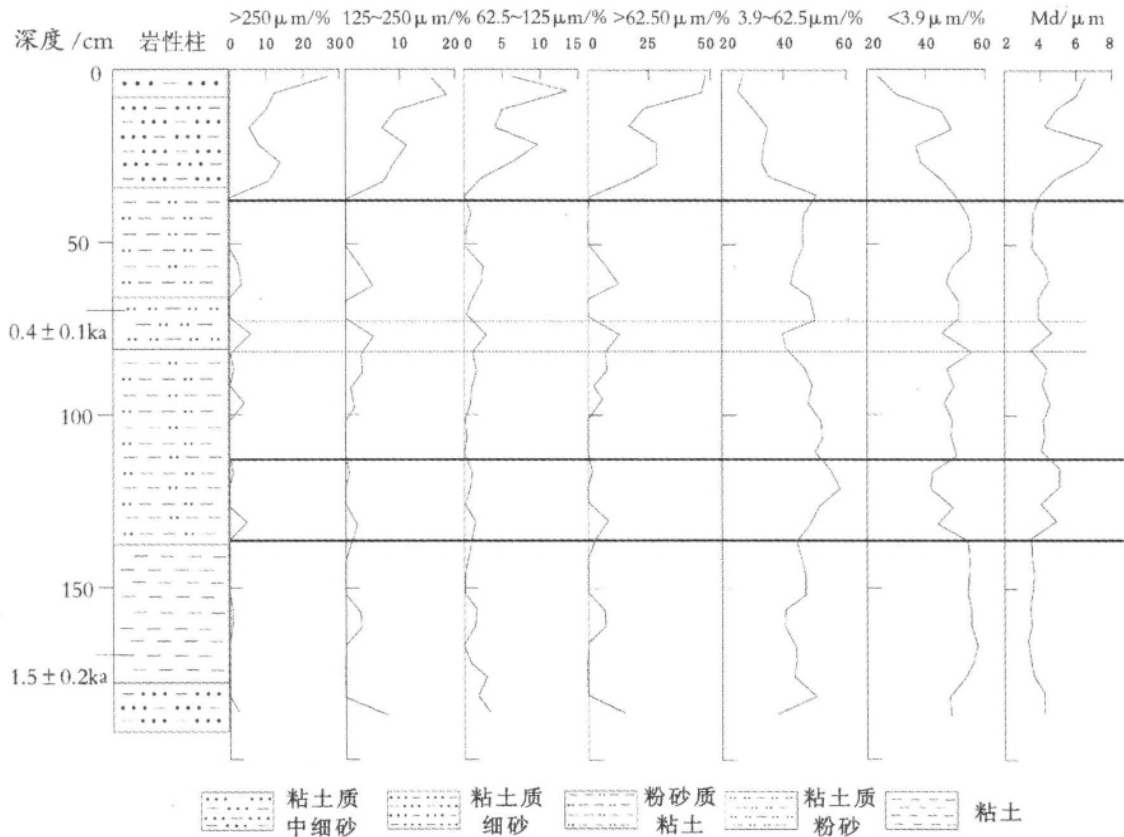 >250μm/% 125~250μm/% 62.5~125μm/% >62.50μm/% 3.9~62.5μm/% <3.9μm/% Md/μm
深度/cm 岩性柱
0 10 20 30 0 10 20 0 5 10 15 0 25 50 20 40 60 20 40 60 2 4 6 8
0
50
0.4±0.1ka
100
150
1.5±0.2ka
粘土质 粘土质 粉砂质 粘土质 粘土
中细砂 细砂 粘土 粉砂